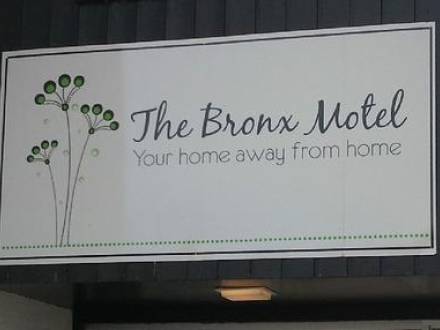 The Bronx Motel
Your home away from home